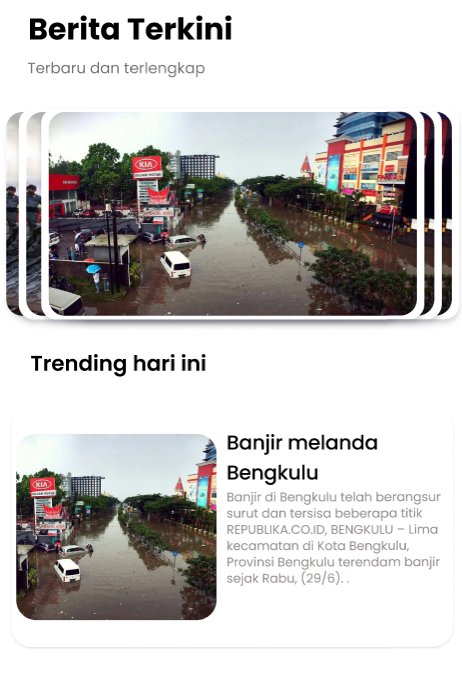 Berita Terkini
Terbaru dan terlengkap
KIA
Trending hari ini
KIA
Banjir melanda
Bengkulu
Banjir di Bengkulu telah berangsur
surut dan tersisa beberapa titik
REPUBLIKA.CO.ID, BENGKULU – Lima
kecamatan di Kota Bengkulu,
Provinsi Bengkulu terendam banjir
sejak Rabu, (29/6). .